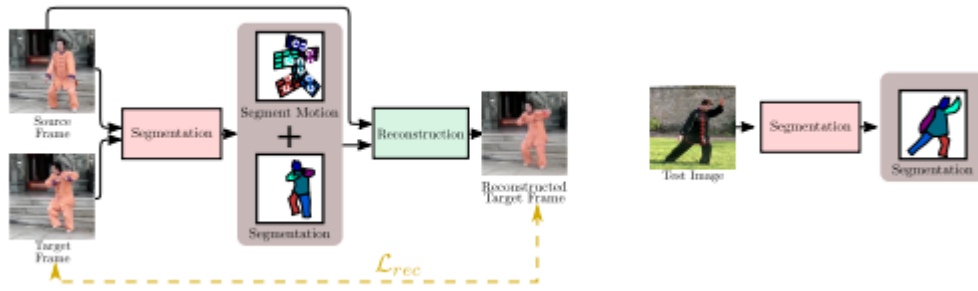 Source
Frame
Target
Frame
Segmentation
Segment Motion
+
Segmentation
Reconstruction
Reconstructed
Target Frame
ℒrec
Test Image
Segmentation
Segmentation